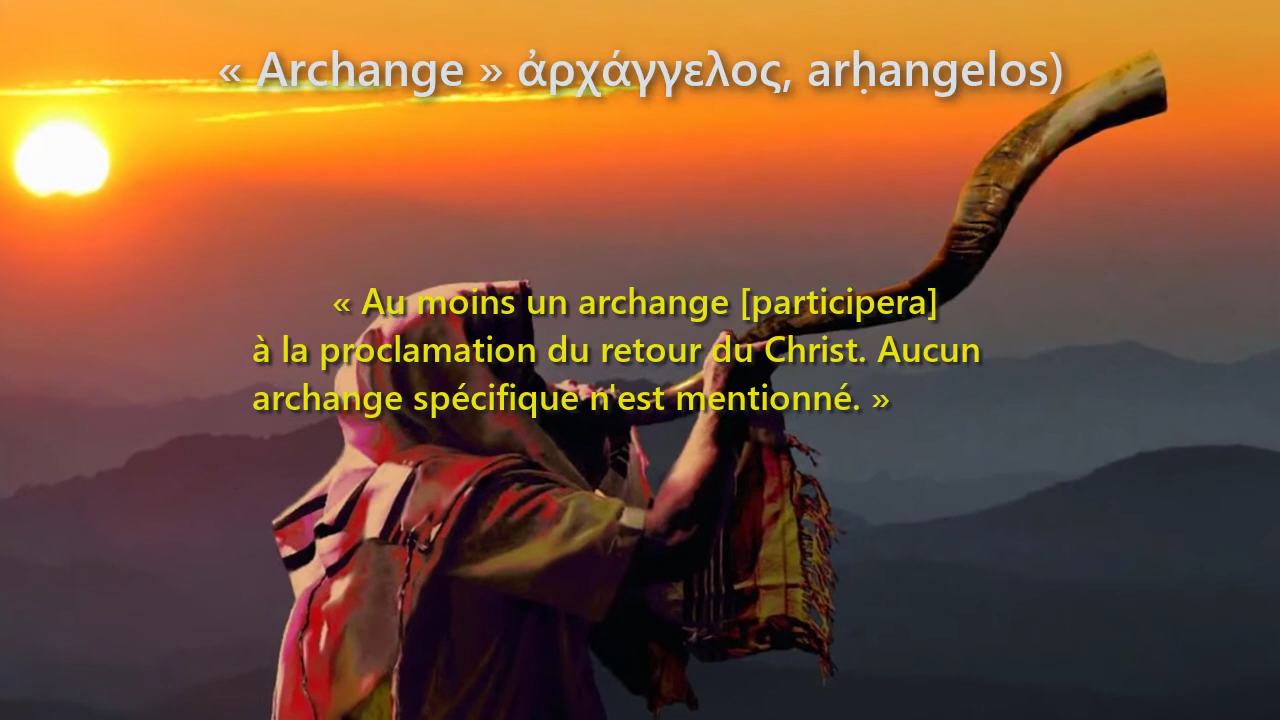 « Archange » ἀρχάγγελος, arḥangelos)
« Au moins un archange [participera]
à la proclamation du retour du Christ. Aucun
archange spécifique n'est mentionné. »